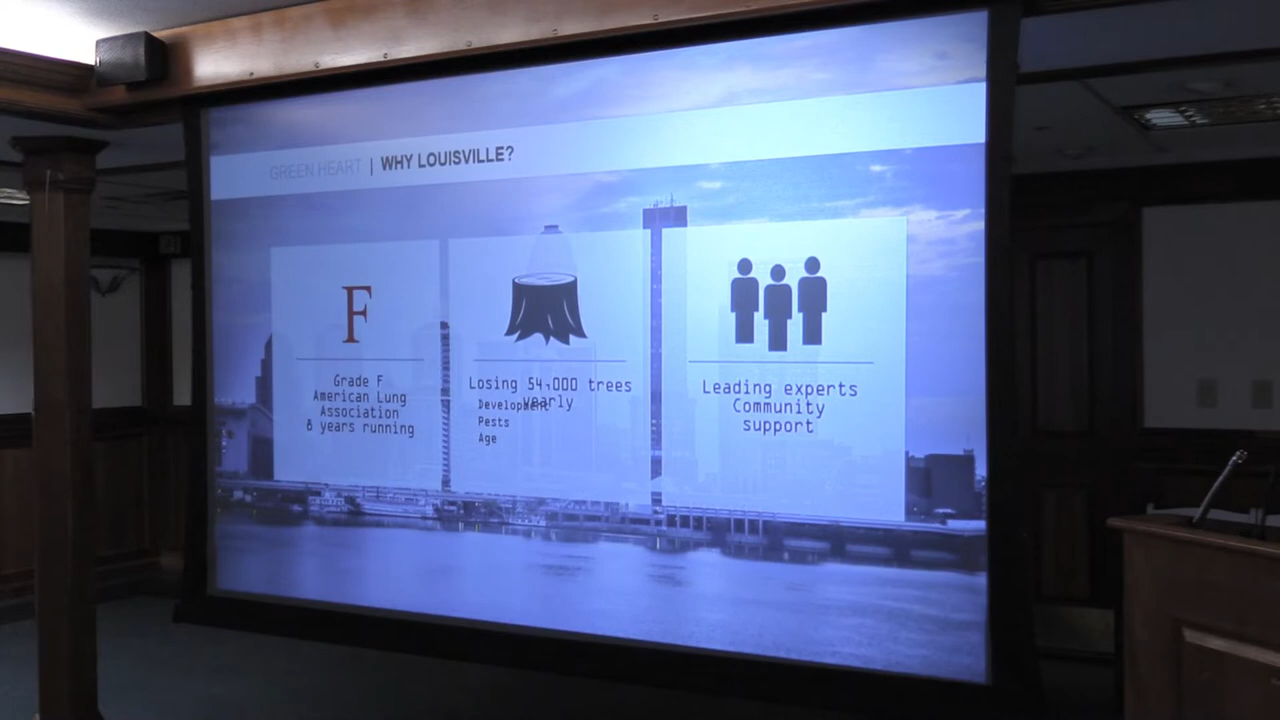 GREEN HEART | WHY LOUISVILLE?
F
Grade F
American Lung
Association
8 years running
Losing 54,000 trees
yearly
Development
Pests
Age
Leading experts
Community
support